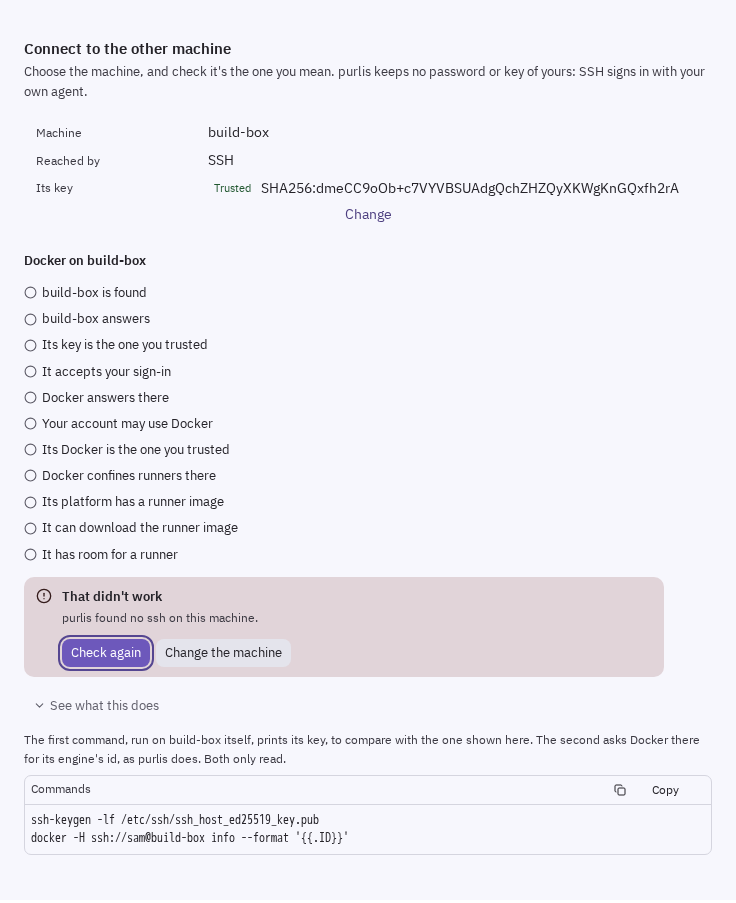 Connect to the other machine
Choose the machine, and check it's the one you mean. purlis keeps no password or key of yours: SSH signs in with your
own agent.
Machine build-box
Reached by SSH
Its key Trusted SHA256:dmeCC9oOb+c7VYVBSUAdgQchZHZQyXKWgKnGQxfh2rA
Change
Docker on build-box
build-box is found
build-box answers
Its key is the one you trusted
It accepts your sign-in
Docker answers there
Your account may use Docker
Its Docker is the one you trusted
Docker confines runners there
Its platform has a runner image
It can download the runner image
It has room for a runner
That didn't work
purlis found no ssh on this machine.
Check again Change the machine
See what this does
The first command, run on build-box itself, prints its key, to compare with the one shown here. The second asks Docker there
for its engine's id, as purlis does. Both only read.
Commands Copy
ssh-keygen -lf /etc/ssh/ssh_host_ed25519_key.pub
docker -H ssh://sam@build-box info --format '{{.ID}}'